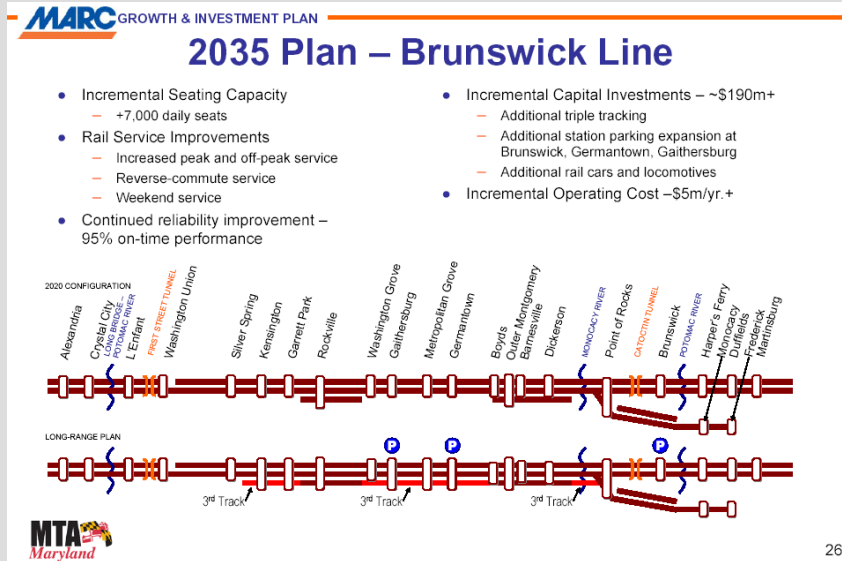 MARC GROWTH & INVESTMENT PLAN
2035 Plan – Brunswick Line
● Incremental Seating Capacity
– +7,000 daily seats
● Rail Service Improvements
– Increased peak and off-peak service
– Reverse-commute service
– Weekend service
● Continued reliability improvement –
95% on-time performance
● Incremental Capital Investments – ~$190m+
– Additional triple tracking
– Additional station parking expansion at
Brunswick, Germantown, Gaithersburg
– Additional rail cars and locomotives
● Incremental Operating Cost –$5m/yr.+
2020 CONFIGURATION
Alexandria
Crystal City
LONG BRIDGE –
POTOMAC RIVER
L'Enfant
FIRST STREET TUNNEL
Washington Union
Silver Spring
Kensington
Garrett Park
Rockville
Washington Grove
Gaithersburg
Metropolitan Grove
Germantown
Boyds
Outer Montgomery
Barnesville
Dickerson
MONOCACY RIVER
Point of Rocks
CATOCTIN TUNNEL
Brunswick
POTOMAC RIVER
Harper's Ferry
Monocacy
Duffields
Frederick
Martinsburg
LONG-RANGE PLAN
P
P
P
3rd Track
3rd Track
3rd Track
MTA
Maryland
26